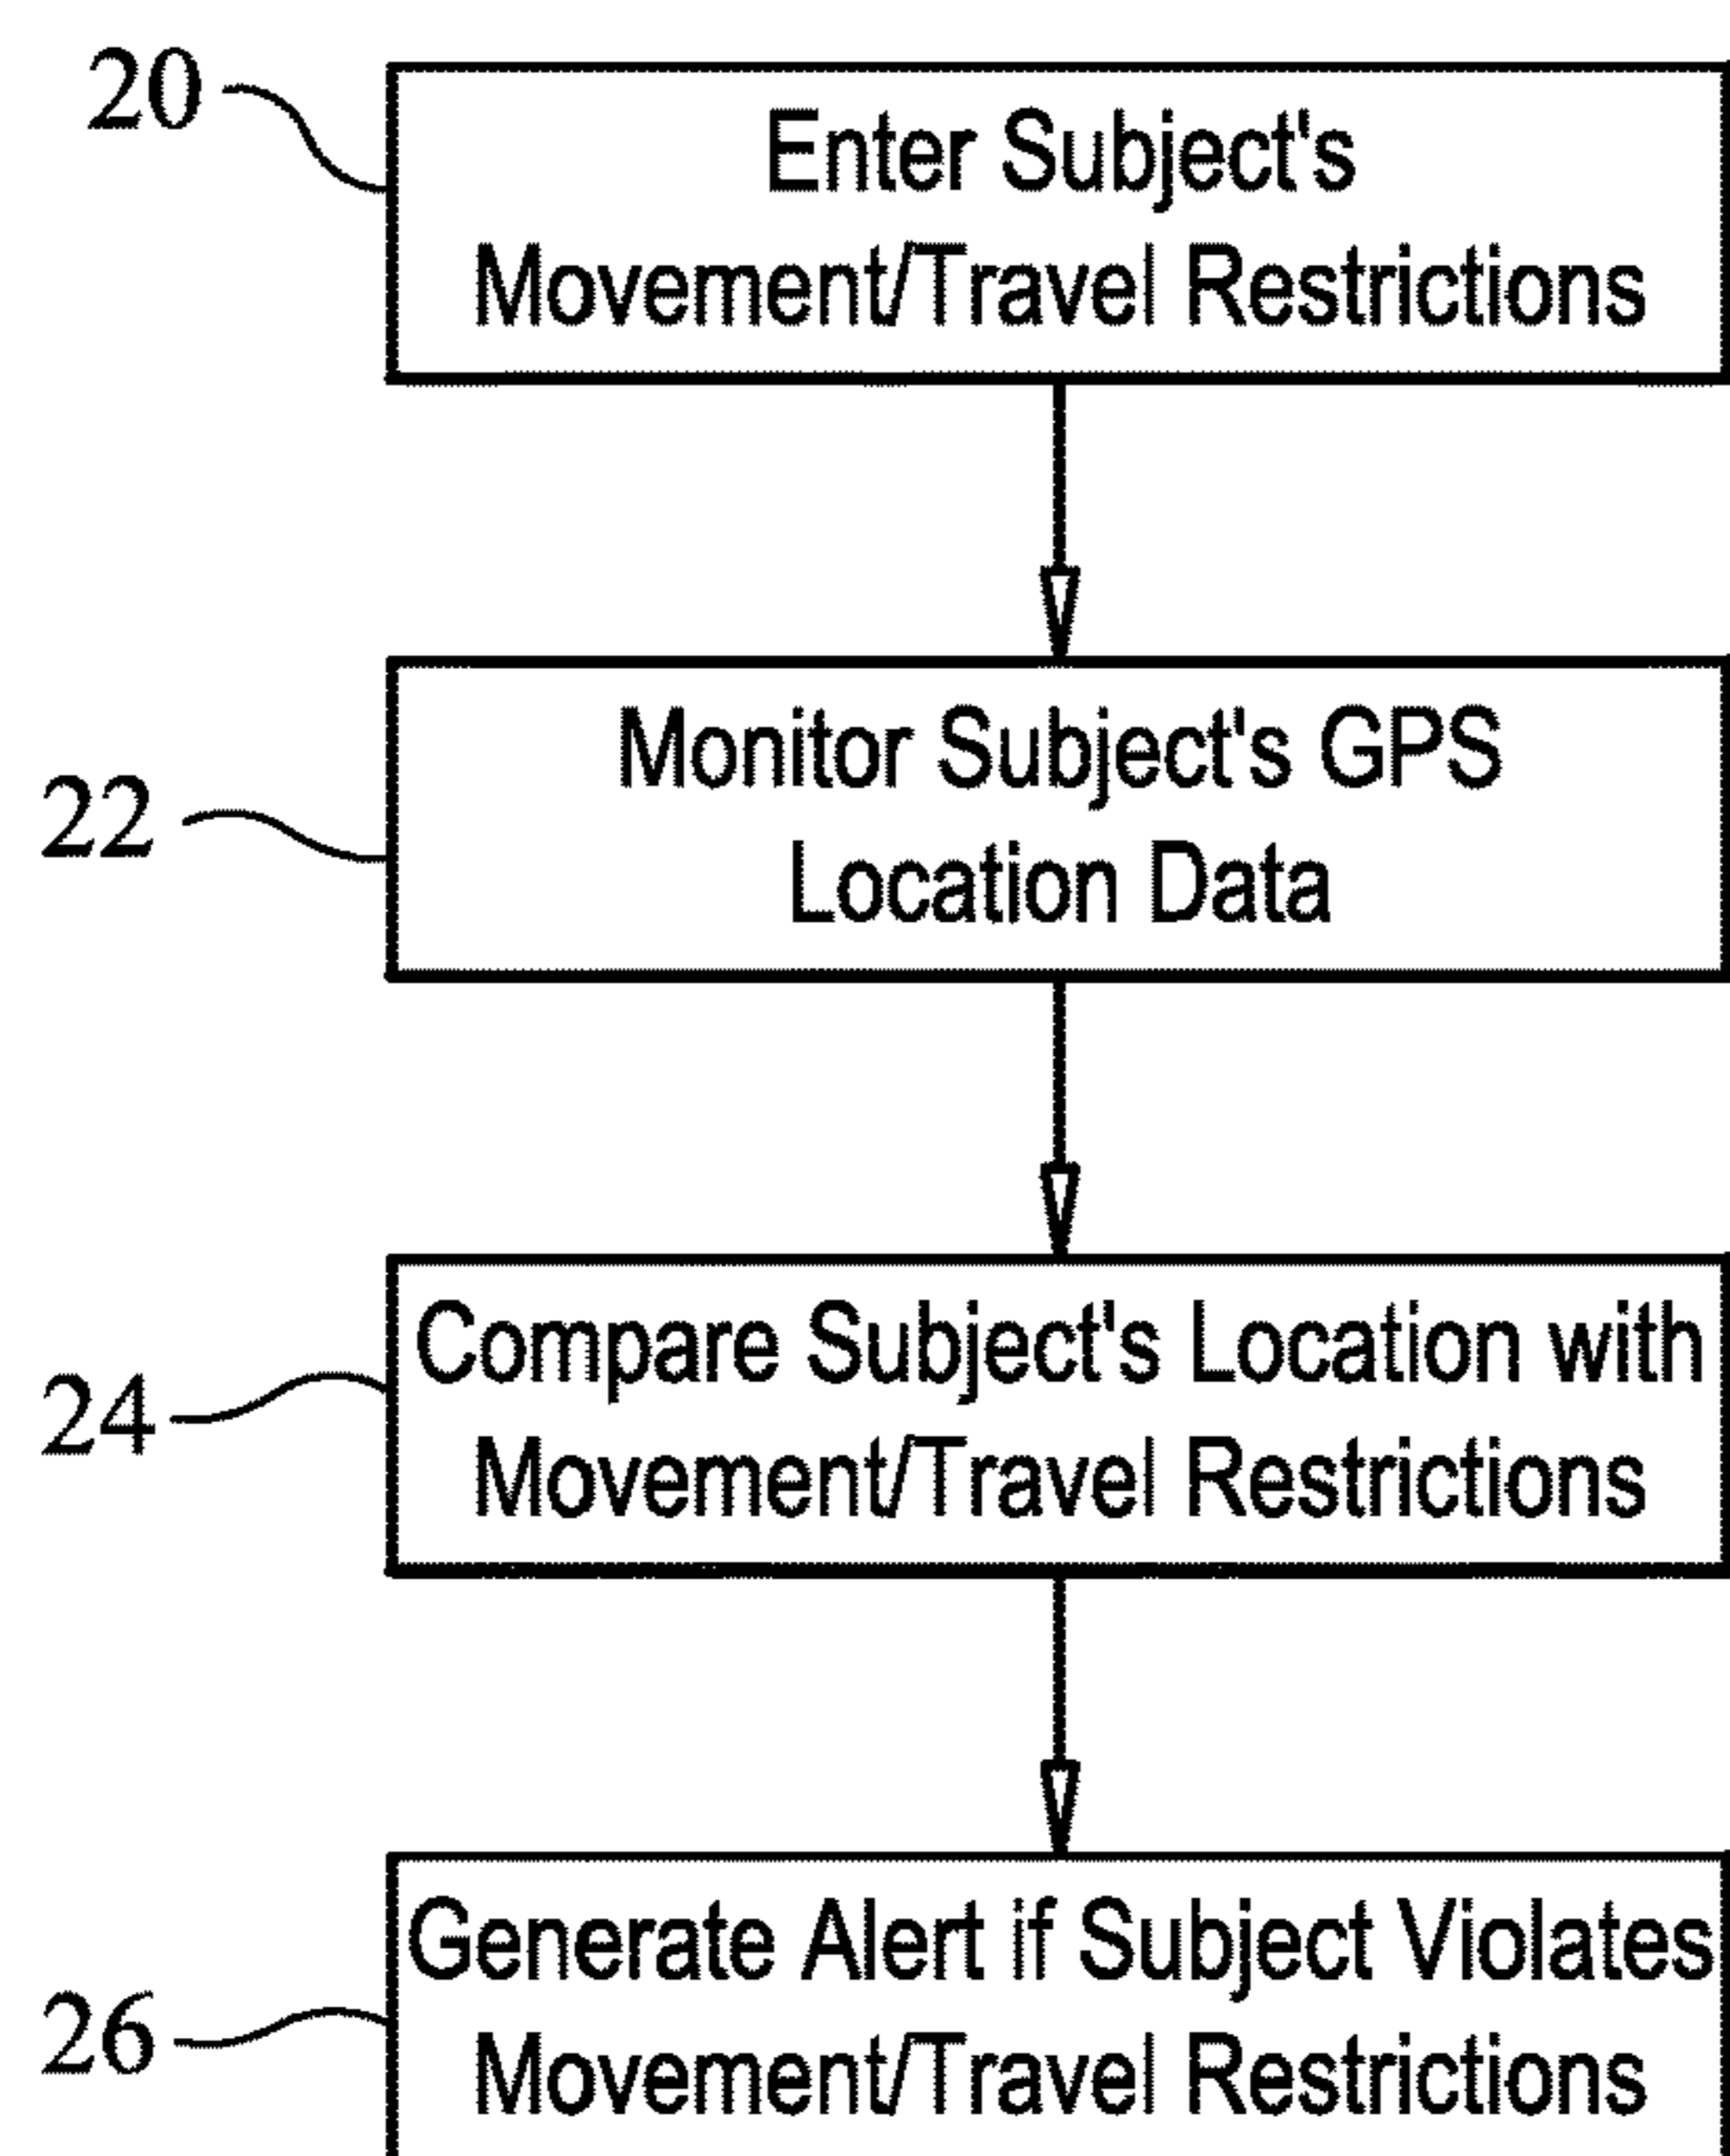 20
Enter Subject's
Movement/Travel Restrictions
22
Monitor Subject's GPS
Location Data
24
Compare Subject's Location with
Movement/Travel Restrictions
26
Generate Alert if Subject Violates
Movement/Travel Restrictions